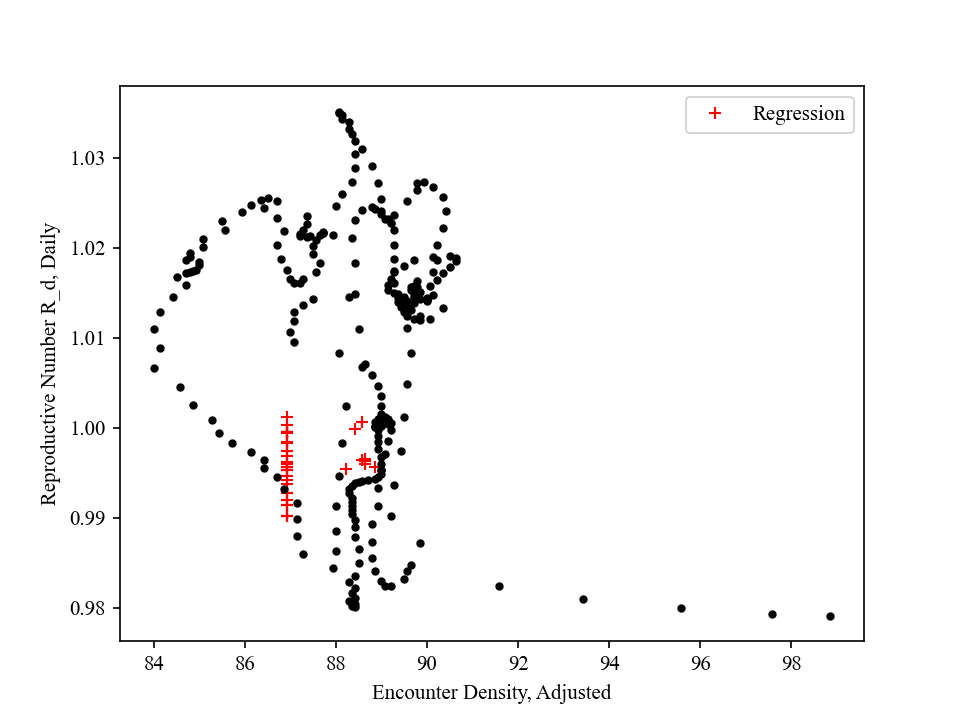 Regression
1.03
1.02
1.01
1.00
0.99
0.98
Reproductive Number R_d, Daily
84 86 88 90 92 94 96 98
Encounter Density, Adjusted